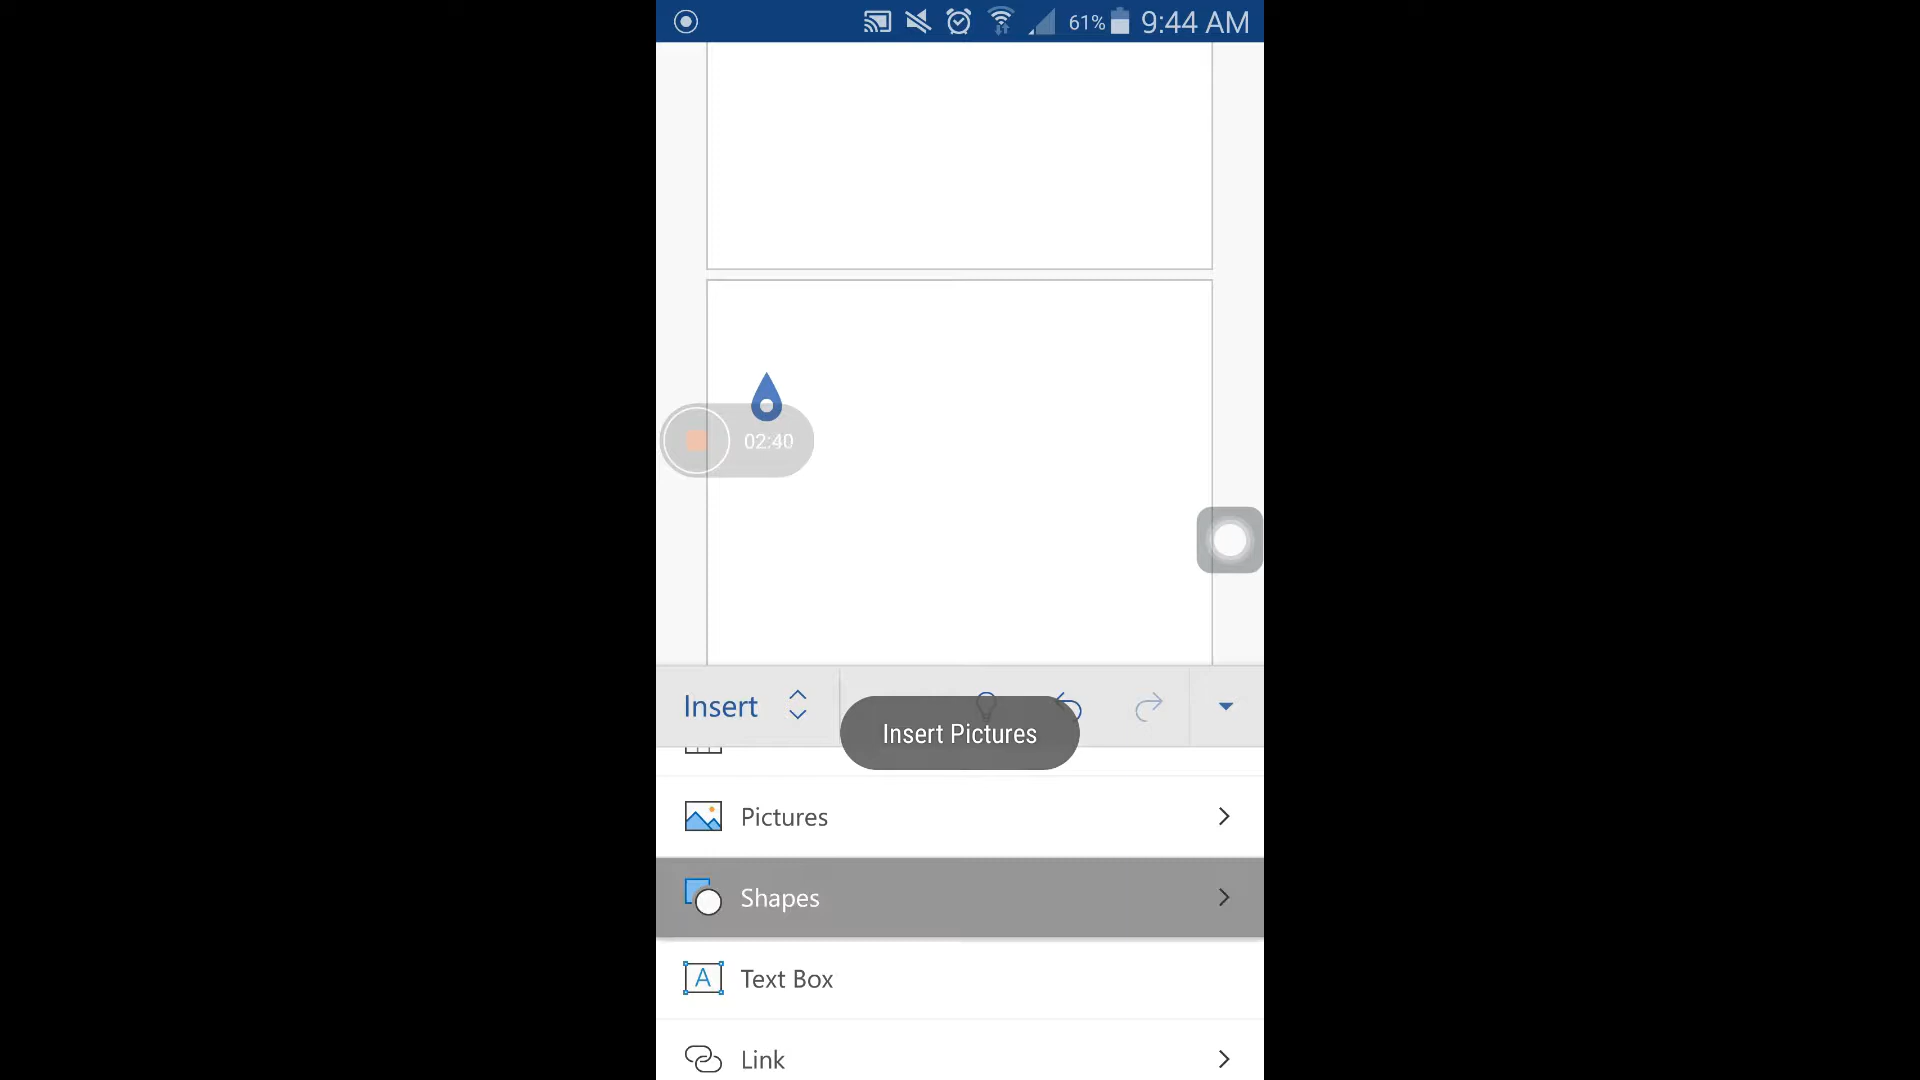 61% 9:44 AM
02:40
Insert
Insert Pictures
Pictures
Shapes
A Text Box
Link